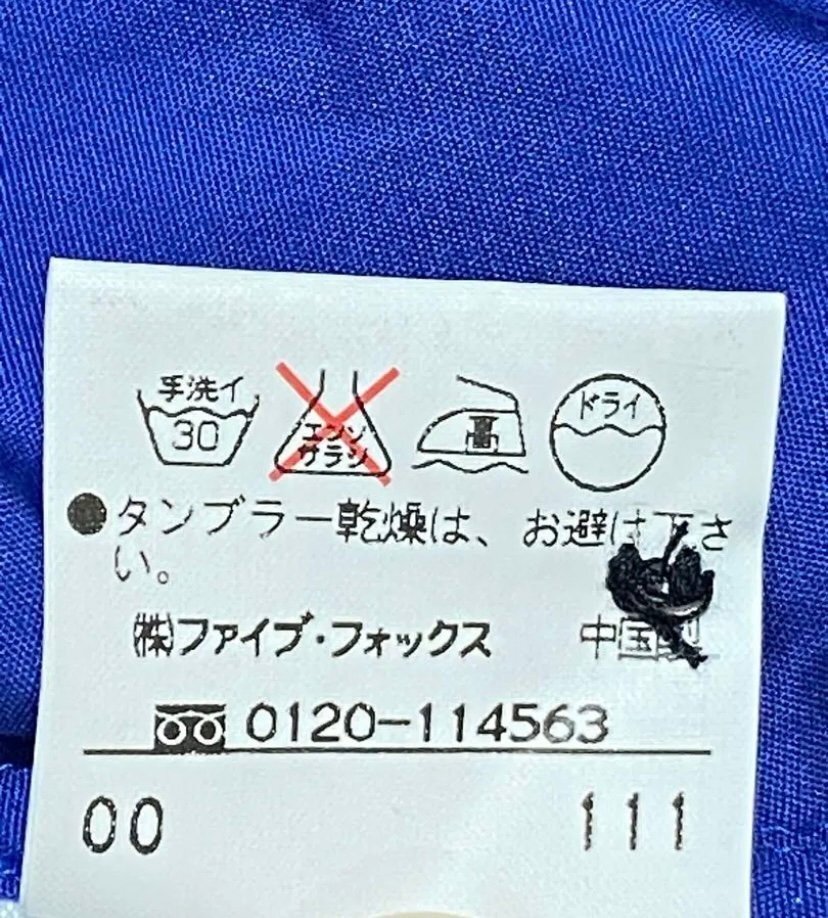 手洗イ 30 エンソ サラシ 高 ドライ
●タンブラー乾燥は、お避け下さ
い。
㈱ファイブ・フォックス 中国製
0120-114563
00 111